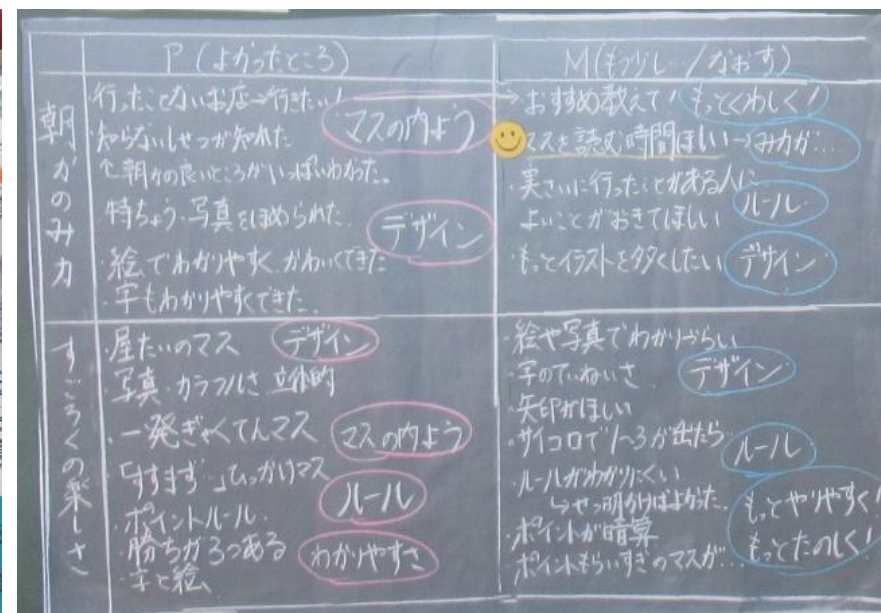 P(よかったところ)
M(もう少し…/なおす)
朝かのみ力
行ったことないお店→行きたい!
知らないしせつが知れた
↑朝かの良いところがいっぱいわかった。
マスの内よう
特ちょう・写真をほめられた
・絵でわかりやすく かわいくできた
・字もわかりやすくできた
デザイン
→おすすめ教えて!
もっとくわしく!
マスを読む時間ほしい→み力が…
・実さいに行ったことがある人に
よいことがおきてほしい
ルール
・もっとイラストを多くしたい
デザイン
すごろくの楽しさ
・屋たいのマス
デザイン
・写真・カラフルさ 立体的
・一発ぎゃくてんマス
マスの内よう
・「すすまず」ひっかけマス
・ポイントルール
ルール
・勝ちが3つある
・字と絵
わかりやすさ
・絵や写真でわかりづらい
・字のていねいさ
デザイン
・矢印がほしい
・サイコロで1~3が出たら…
ルール
・ルールがわかりにくい
↳せつ明かけばよかった
・ポイントが暗算
・ポイントもらいすぎのマスが…
もっとやりやすく!
もっとたのしく!